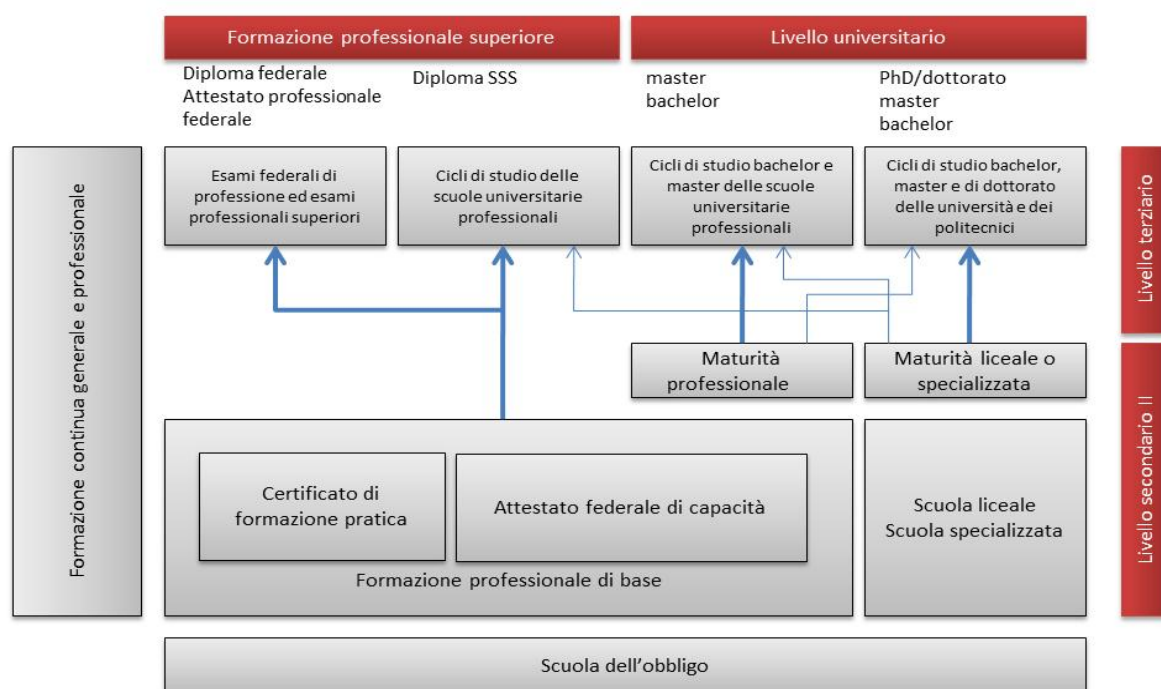 Formazione professionale superiore
Livello universitario
Diploma federale
Attestato professionale
federale
Diploma SSS
master
bachelor
PhD/dottorato
master
bachelor
Formazione continua generale e professionale
Esami federali di
professione ed esami
professionali superiori
Cicli di studio delle
scuole universitarie
professionali
Cicli di studio bachelor e
master delle scuole
universitarie
professionali
Cicli di studio bachelor,
master e di dottorato
delle università e dei
politecnici
Livello terziario
Maturità
professionale
Maturità liceale o
specializzata
Livello secondario II
Certificato di
formazione pratica
Attestato federale di capacità
Formazione professionale di base
Scuola liceale
Scuola specializzata
Scuola dell’obbligo